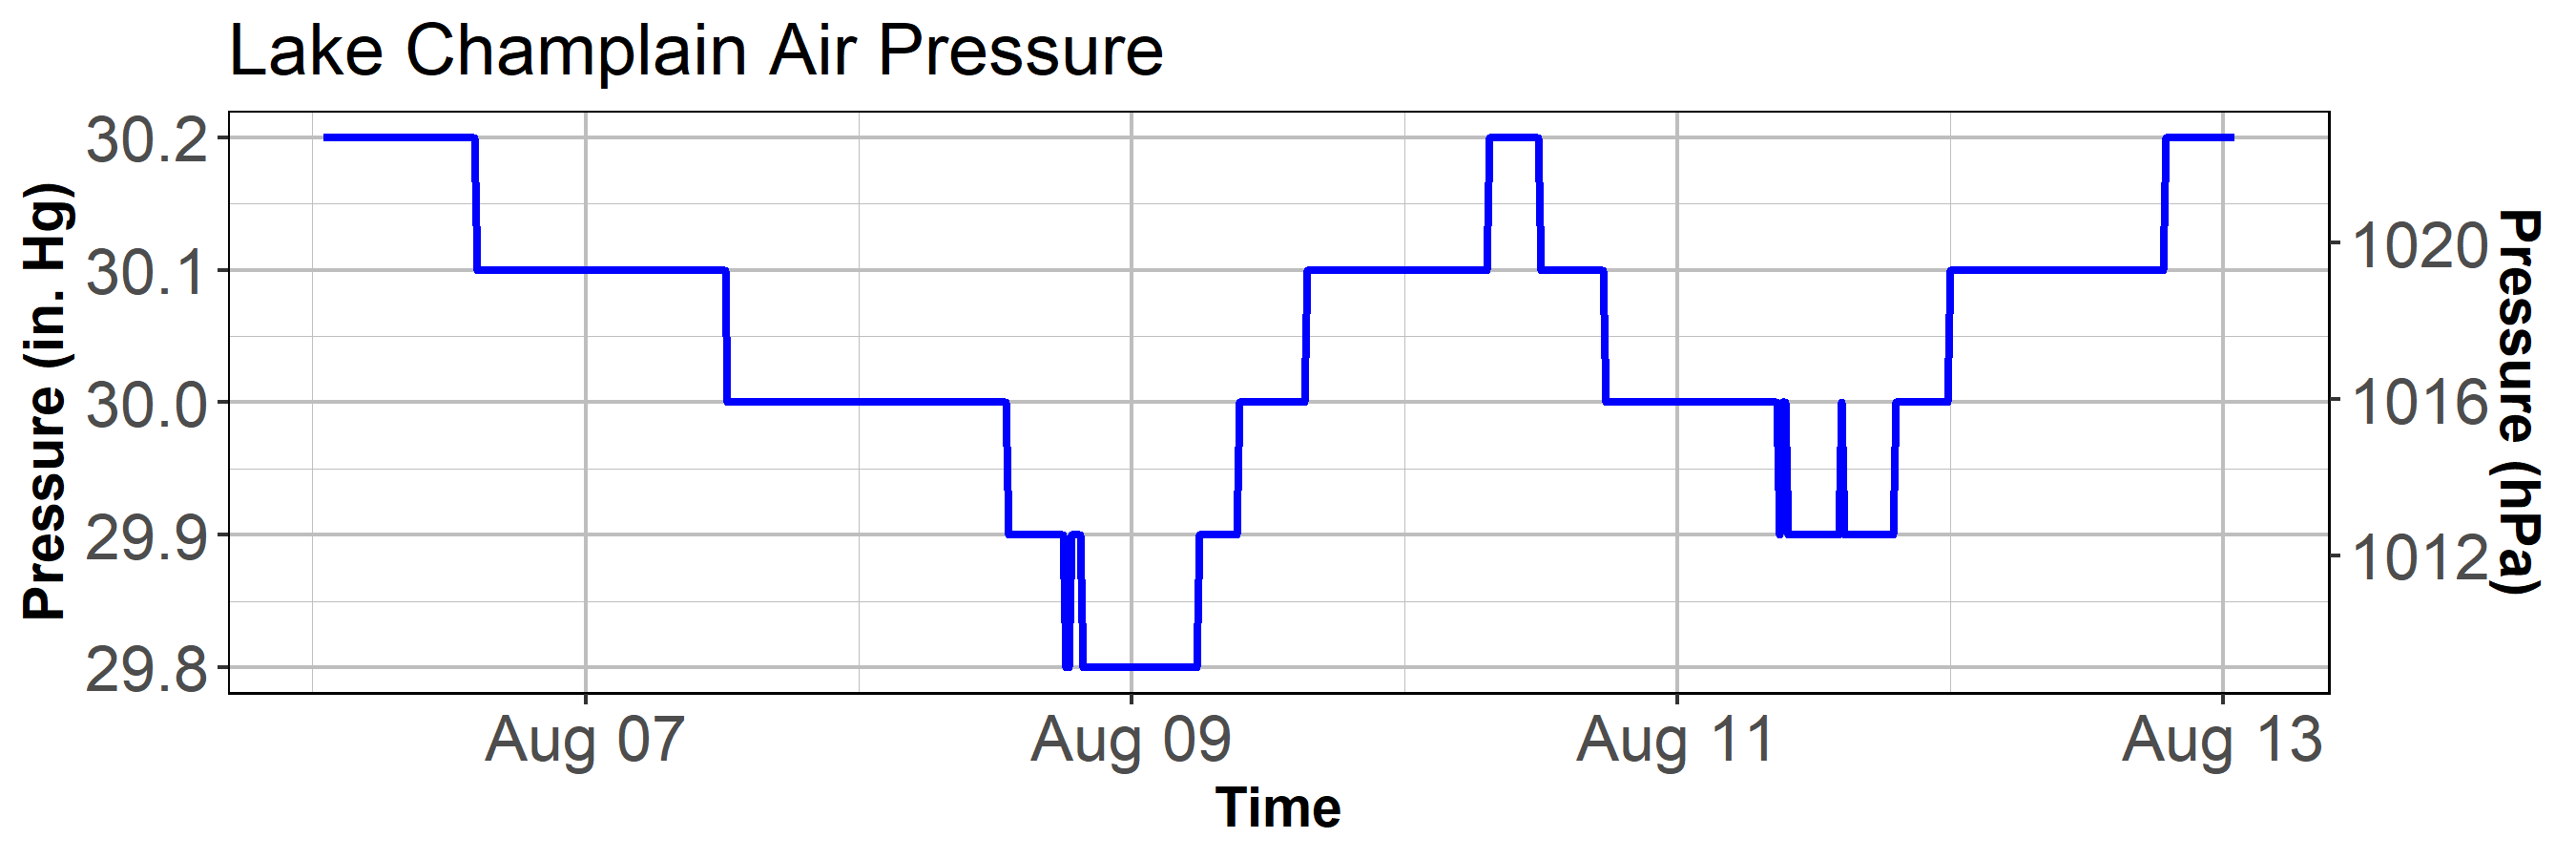 Lake Champlain Air Pressure
Pressure (in. Hg)
30.2
30.1
30.0
29.9
29.8
1020
1016
1012
Pressure (hPa)
Aug 07 Aug 09 Aug 11 Aug 13
Time